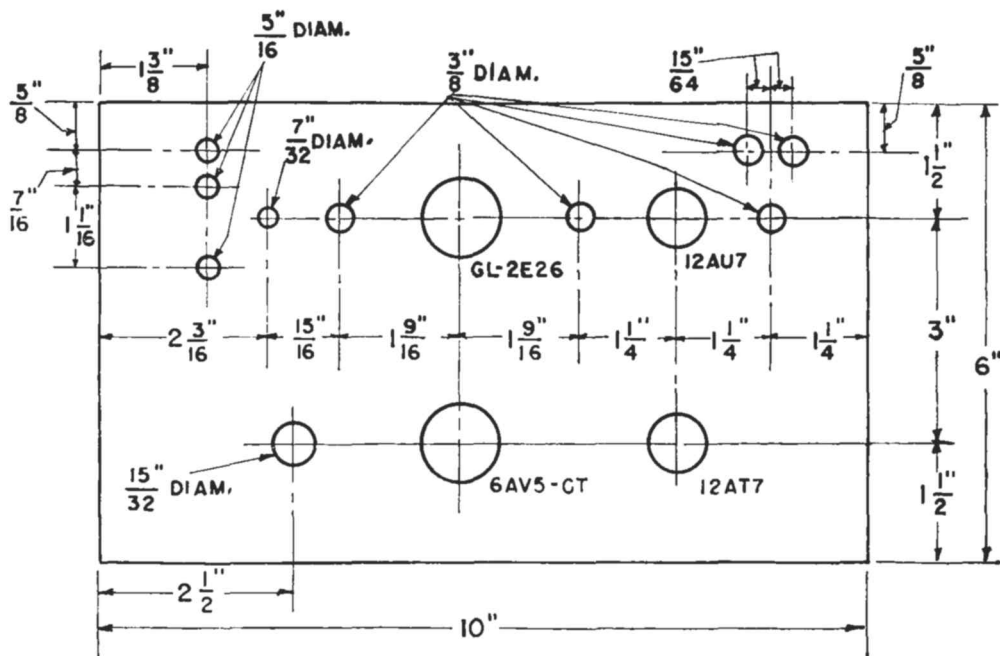 5/16" DIAM.
1 3/8"
3/8" DIAM.
15/64"
5/8"
5/8"
7/32" DIAM.
1 1/2"
7/16"
1 1/16"
GL-2E26
12AU7
2 3/16"
15/16"
1 9/16"
1 9/16"
1 1/4"
1 1/4"
1 1/4"
3"
6"
15/32" DIAM.
6AV5-GT
12AT7
1 1/2"
2 1/2"
10"